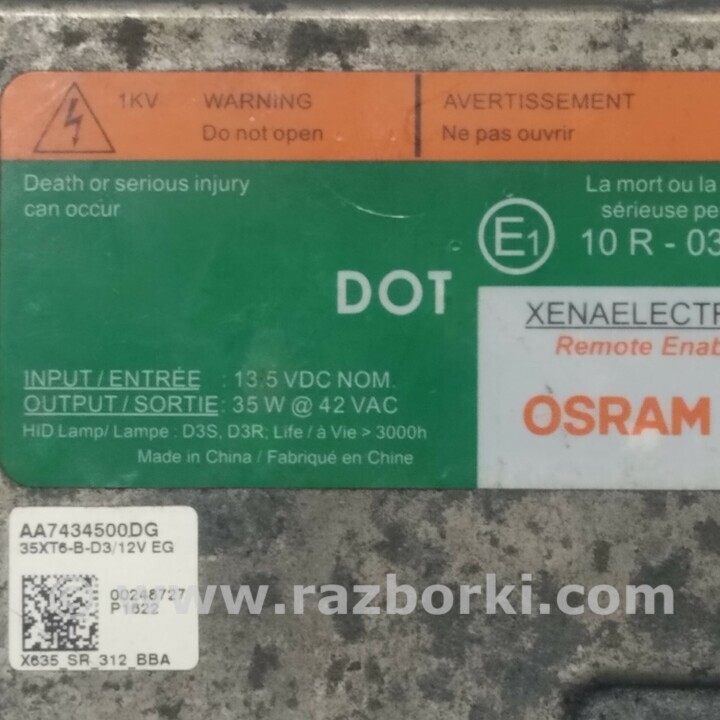 1KV WARNING AVERTISSEMENT
Do not open Ne pas ouvrir
Death or serious injury
can occur
La mort ou la
sérieuse pe
E1 10 R - 03
DOT
XENAELECTR
Remote Enab
OSRAM
INPUT / ENTRÉE : 13.5 VDC NOM.
OUTPUT / SORTIE: 35 W @ 42 VAC
HID Lamp/ Lampe : D3S, D3R; Life / à Vie > 3000h
Made in China / Fabriqué en Chine
AA7434500DG
35XT6-B-D3/12V EG
00248727
P1622
X635_SR_312_BBA
www.razborki.com